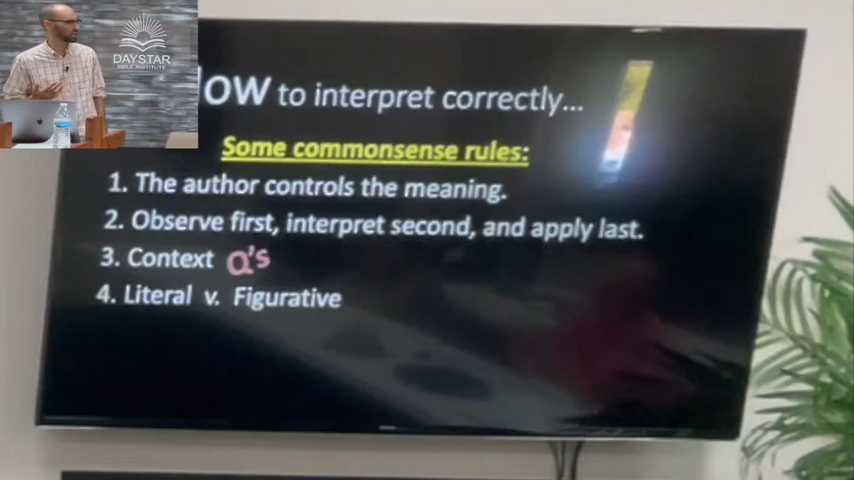 DAYSTAR
BIBLE INSTITUTE
OW to interpret correctly...
Some commonsense rules:
1. The author controls the meaning.
2. Observe first, interpret second, and apply last.
3. Context Q's
4. Literal v. Figurative